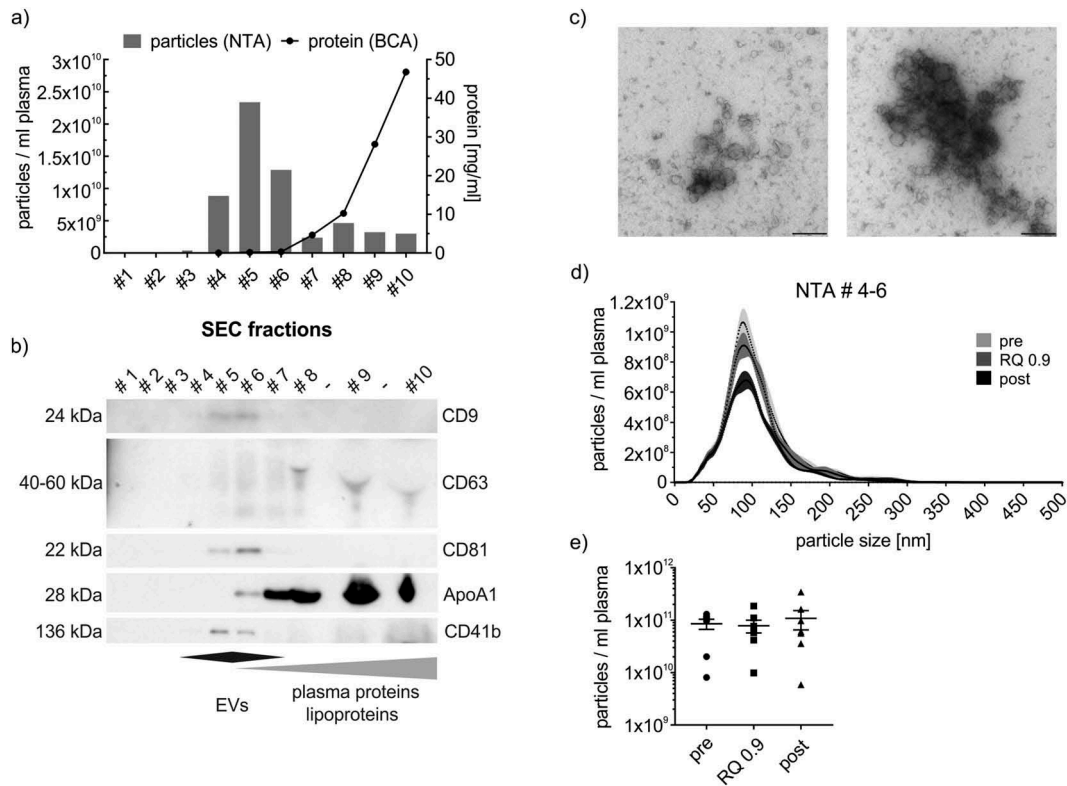 a)
particles (NTA) protein (BCA)
particles / ml plasma
3x10¹⁰
2x10¹⁰
2x10¹⁰
1x10¹⁰
5x10⁹
0
50
40
30
20
10
0
protein [mg/ml]
#1 #2 #3 #4 #5 #6 #7 #8 #9 #10
SEC fractions
b)
#1 #2 #3 #4 #5 #6 #7 #8 - #9 - #10
24 kDa CD9
40-60 kDa CD63
22 kDa CD81
28 kDa ApoA1
136 kDa CD41b
EVs
plasma proteins
lipoproteins
c)
d)
NTA # 4-6
particles / ml plasma
1.2x10⁹
1x10⁹
8x10⁸
6x10⁸
4x10⁸
2x10⁸
0
pre
RQ 0.9
post
0 50 100 150 200 250 300 350 400 450 500
particle size [nm]
e)
particles / ml plasma
1x10¹²
1x10¹¹
1x10¹⁰
1x10⁹
pre RQ 0.9 post